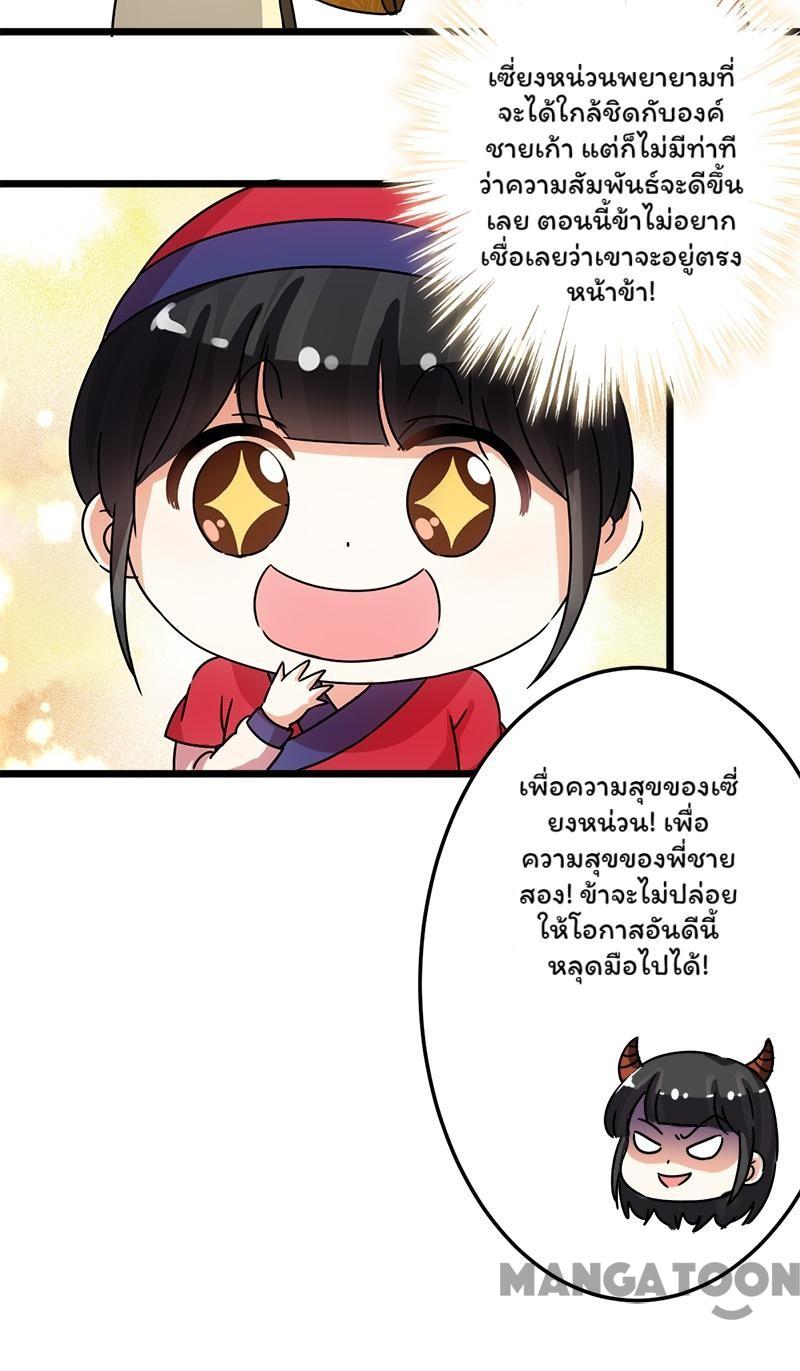 เซี่ยงหน่วนพยายามที่
จะได้ใกล้ชิดกับองค์
ชายเก้า แต่ก็ไม่มีท่าที
ว่าความสัมพันธ์จะดีขึ้น
เลย ตอนนี้ข้าไม่อยาก
เชื่อเลยว่าเขาจะอยู่ตรง
หน้าข้า!
เพื่อความสุขของเซี่
ยงหน่วน! เพื่อ
ความสุขของพี่ชาย
สอง! ข้าจะไม่ปล่อย
ให้โอกาสอันดีนี้
หลุดมือไปได้!
MANGATOON